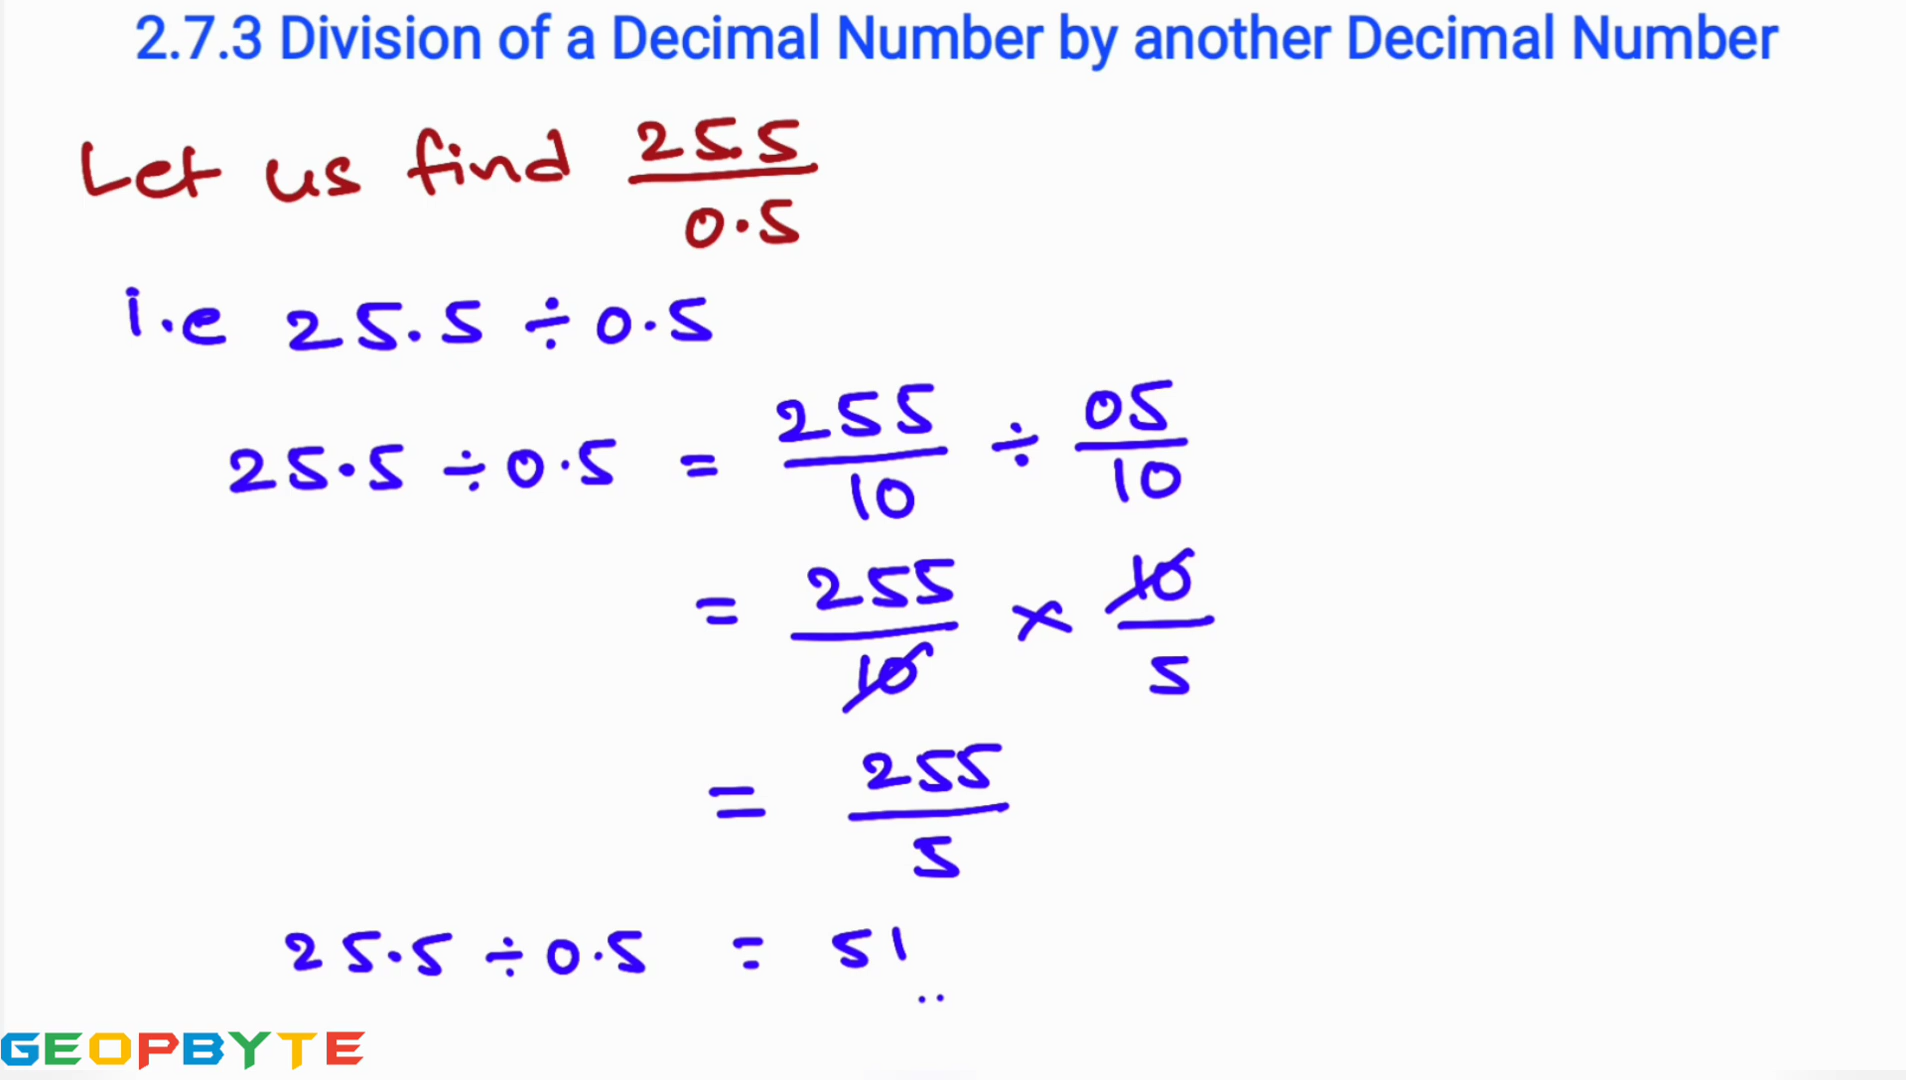 2.7.3 Division of a Decimal Number by another Decimal Number
Let us find 25.5/0.5
i.e 25.5 ÷ 0.5
25.5 ÷ 0.5 = 255/10 ÷ 05/10
= 255/10 × 10/5
= 255/5
25.5 ÷ 0.5 = 51
GEOPBYTE